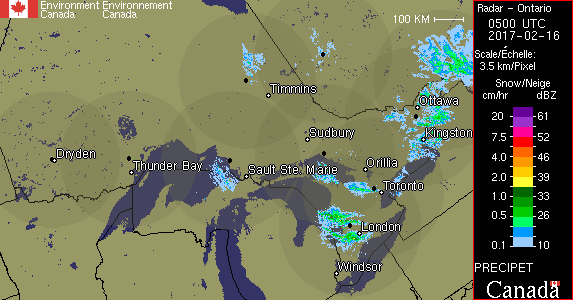 Environment Environnement
Canada Canada
100 KM
Timmins
Ottawa
Sudbury
Kingston
Dryden
Thunder Bay
Sault Ste. Marie
Orillia
Toronto
London
Windsor
Radar - Ontario
0500 UTC
2017-02-16
Scale/Échelle:
3.5 km/Pixel
Snow/Neige
cm/hr dBZ
20 61
7.5 52
4.0 46
2.0 39
1.0 33
0.5 26
0.1 10
PRECIPET
Canada